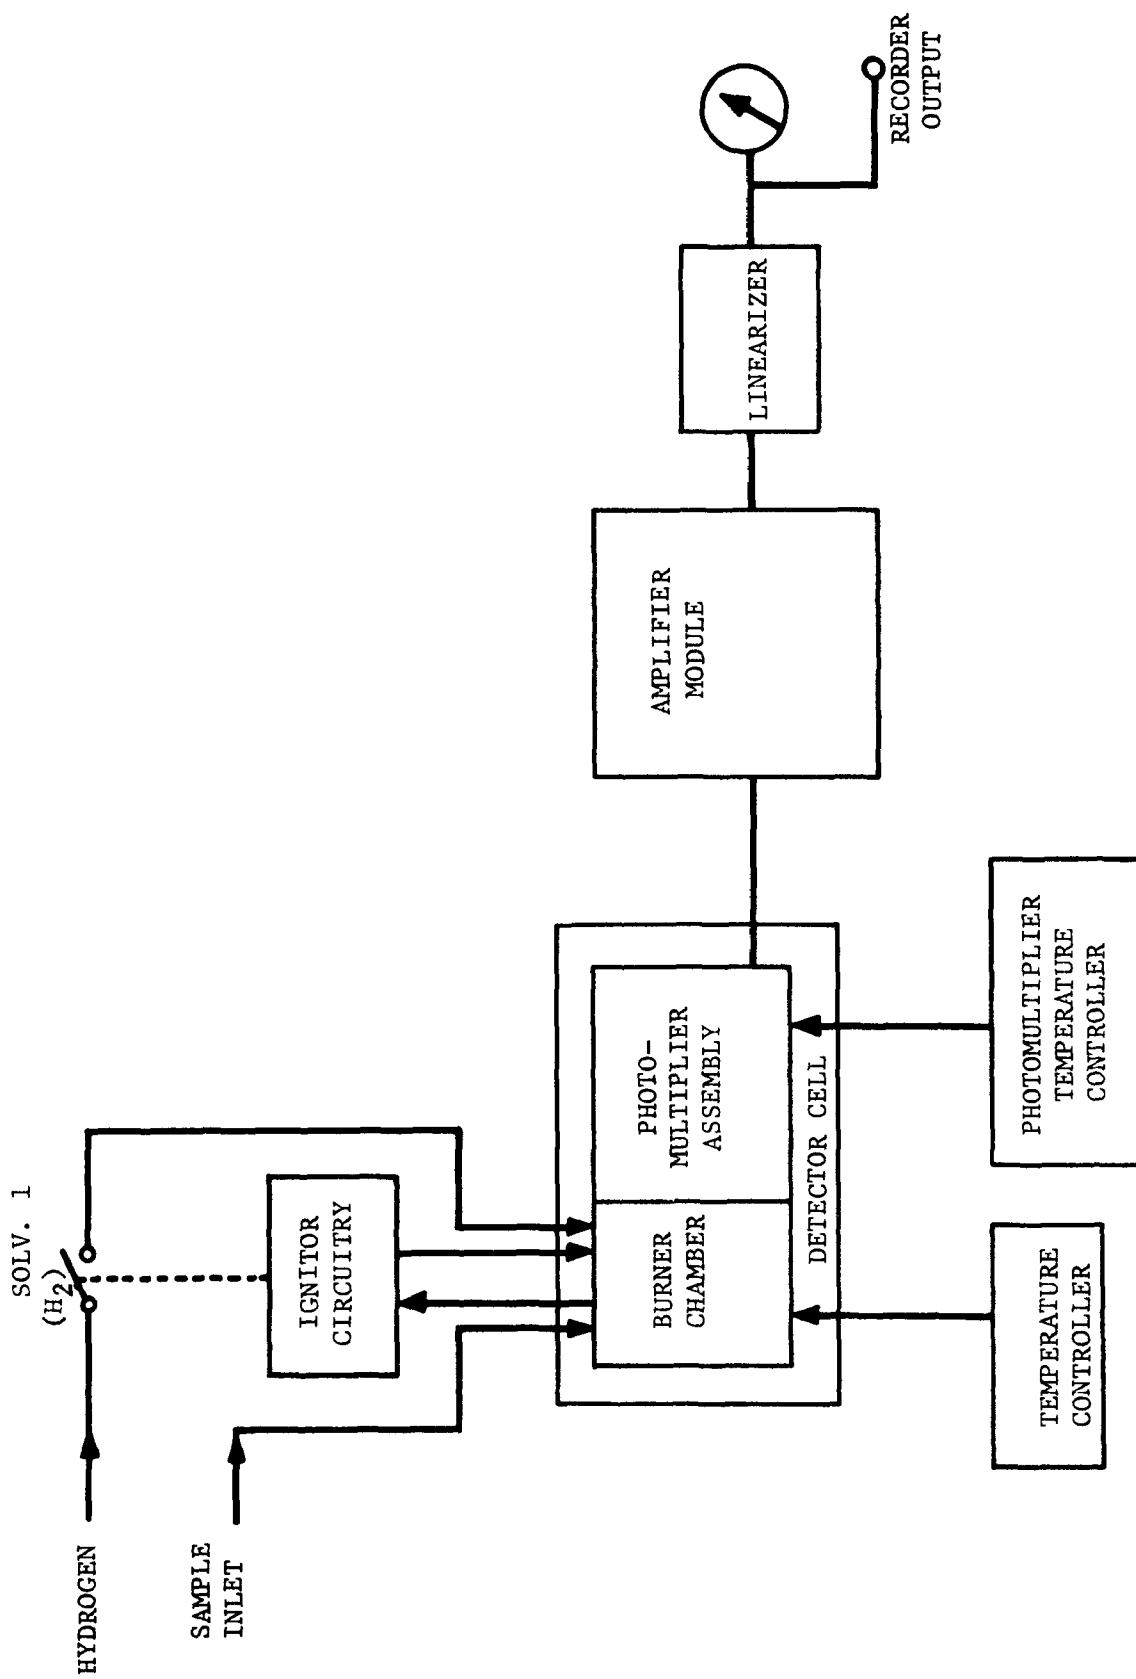 SOLV. 1
(H2)
HYDROGEN
SAMPLE
INLET
IGNITOR
CIRCUITRY
BURNER
CHAMBER
PHOTO-
MULTIPLIER
ASSEMBLY
DETECTOR CELL
TEMPERATURE
CONTROLLER
PHOTOMULTIPLIER
TEMPERATURE
CONTROLLER
AMPLIFIER
MODULE
LINEARIZER
RECORDER
OUTPUT